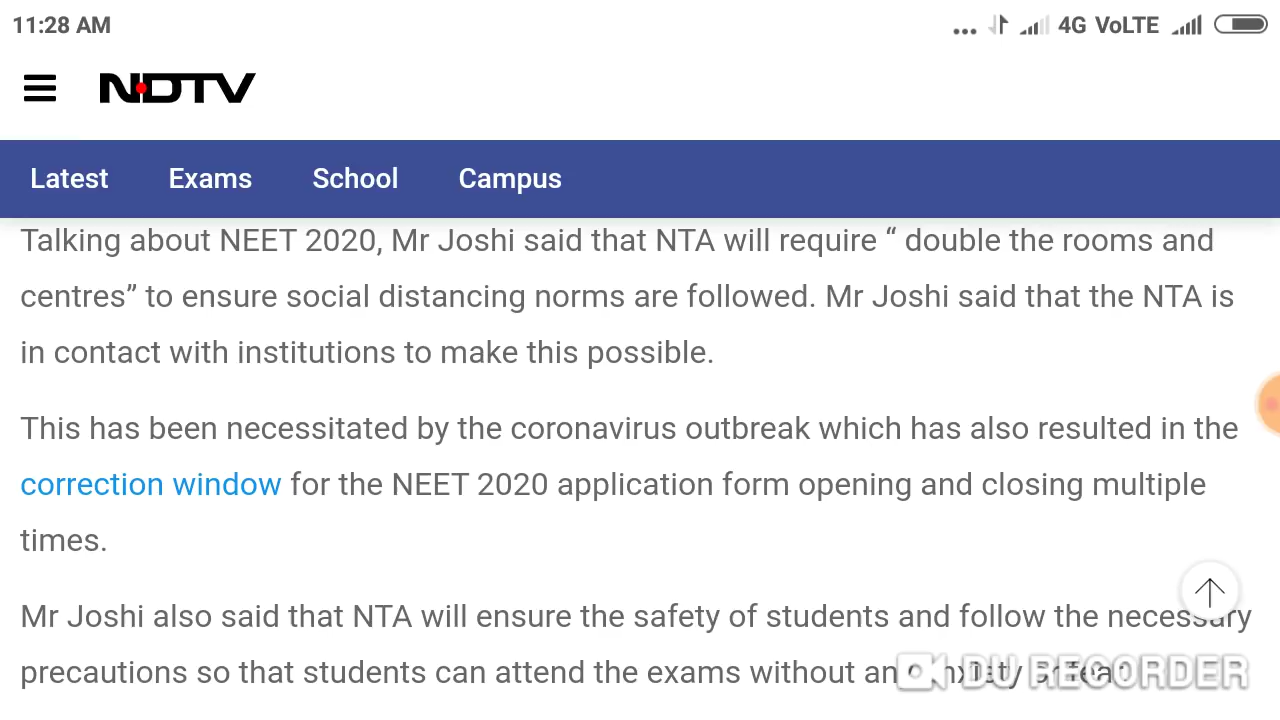 11:28 AM
4G VoLTE
NDTV
Latest Exams School Campus
Talking about NEET 2020, Mr Joshi said that NTA will require “ double the rooms and
centres” to ensure social distancing norms are followed. Mr Joshi said that the NTA is
in contact with institutions to make this possible.
This has been necessitated by the coronavirus outbreak which has also resulted in the
correction window for the NEET 2020 application form opening and closing multiple
times.
Mr Joshi also said that NTA will ensure the safety of students and follow the necessary
precautions so that students can attend the exams without any anxiety or fear.
DU RECORDER